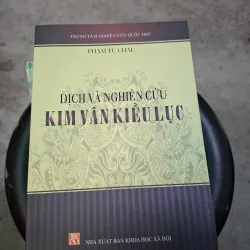 TRUNG TÂM NGHIÊN CỨU QUỐC HỌC
PHẠM TÚ CHÂU
DỊCH VÀ NGHIÊN CỨU
KIM VÂN KIỀU LỤC
NHÀ XUẤT BẢN KHOA HỌC XÃ HỘI